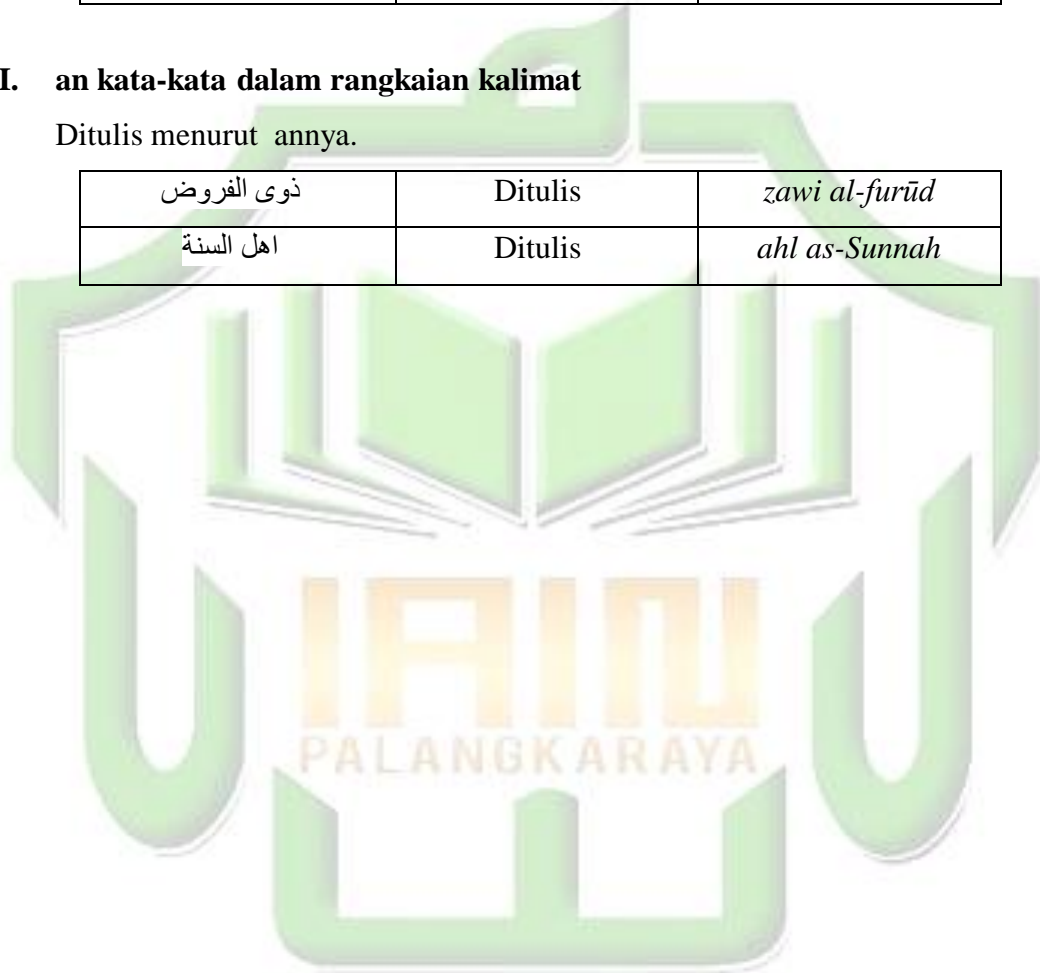 I. an kata-kata dalam rangkaian kalimat
Ditulis menurut annya.
ذوى الفروض Ditulis zawi al-furūd
اهل السنة Ditulis ahl as-Sunnah
IAIN
PALANGKARAYA